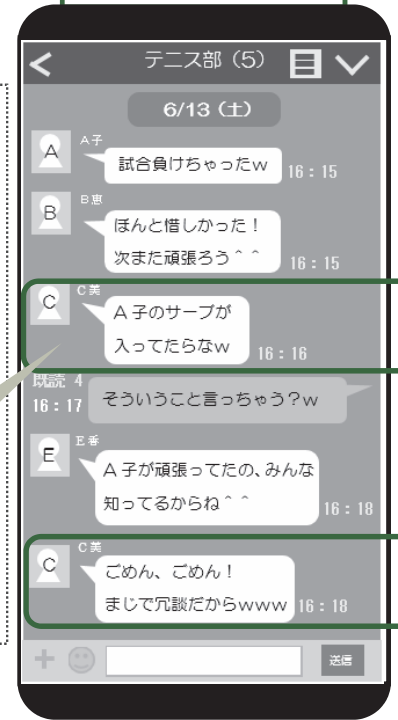 テニス部（5）
6/13（土）
A
A子
試合負けちゃったw
16：15
B
B恵
ほんと惜しかった！
次また頑張ろう＾＾
16：15
C
C美
A子のサーブが
入ってたらなw
16：16
既読 4
16：17
そういうこと言っちゃう？w
E
E香
A子が頑張ってたの、みんな
知ってるからね＾＾
16：18
C
C美
ごめん、ごめん！
まじで冗談だからwww
16：18
送信